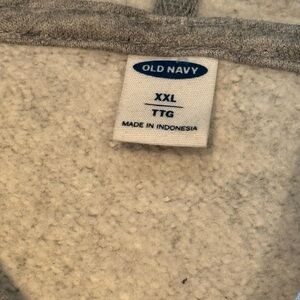 OLD NAVY
XXL
TTG
MADE IN INDONESIA